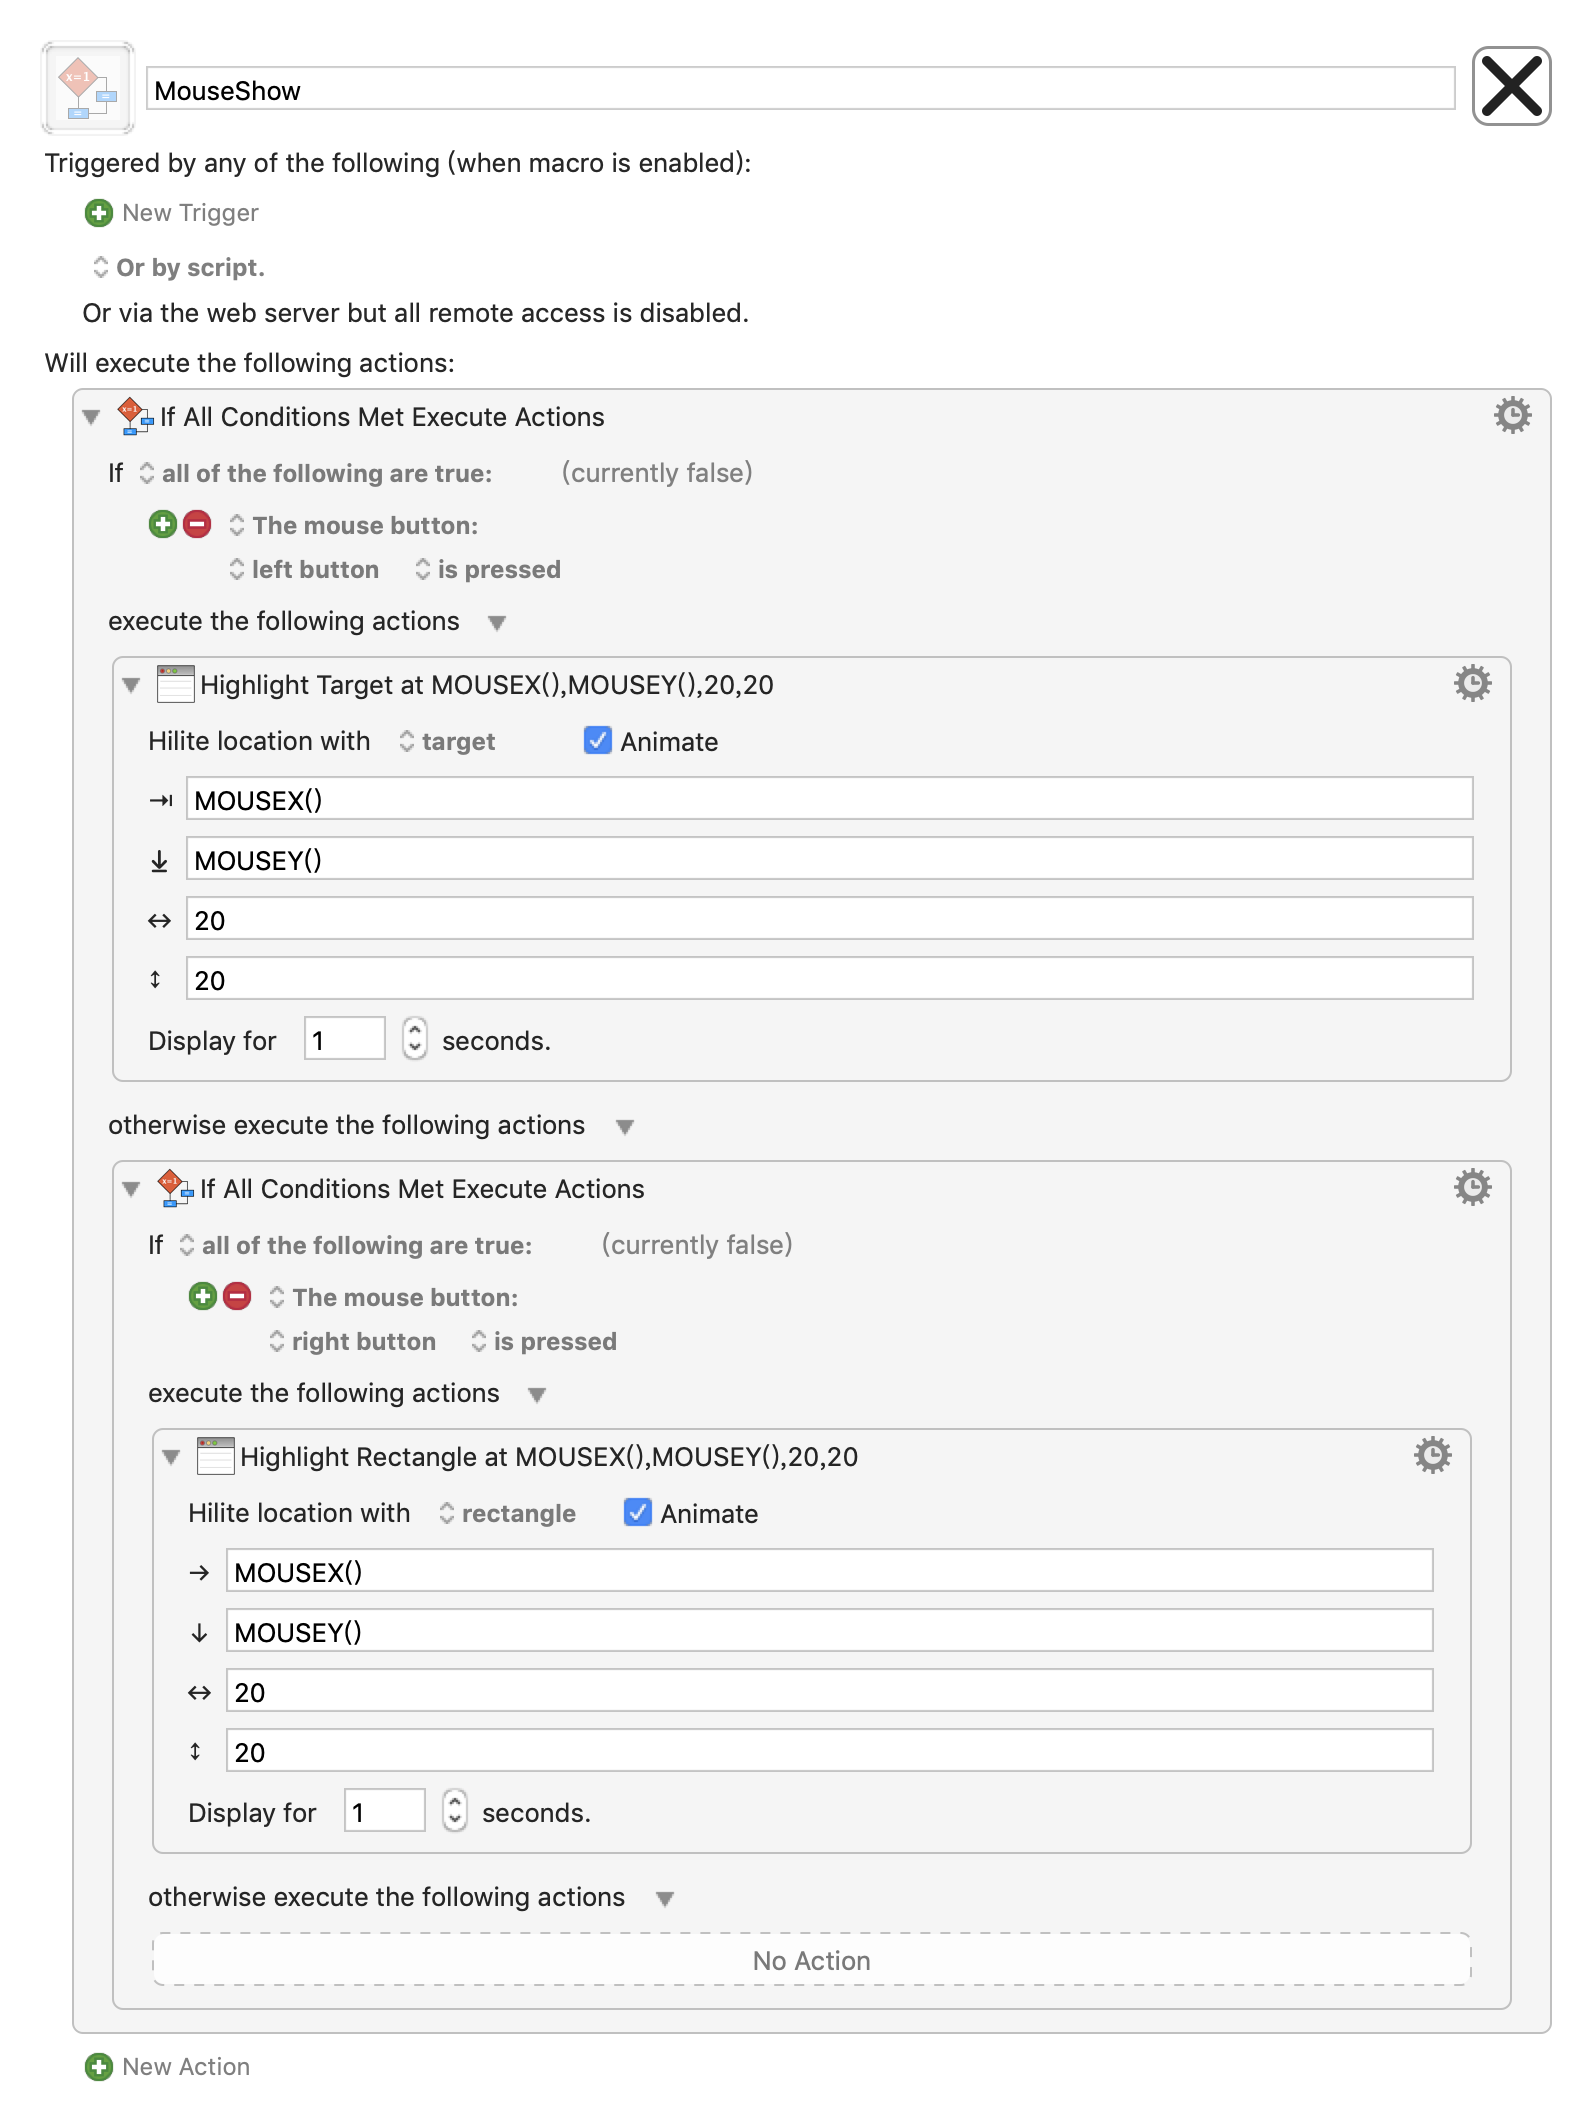 x=1
MouseShow
Triggered by any of the following (when macro is enabled):
New Trigger
Or by script.
Or via the web server but all remote access is disabled.
Will execute the following actions:
x=1
If All Conditions Met Execute Actions
If all of the following are true: (currently false)
The mouse button:
left button is pressed
execute the following actions
Highlight Target at MOUSEX(),MOUSEY(),20,20
Hilite location with target Animate
MOUSEX()
MOUSEY()
20
20
Display for 1 seconds.
otherwise execute the following actions
x=1
If All Conditions Met Execute Actions
If all of the following are true: (currently false)
The mouse button:
right button is pressed
execute the following actions
Highlight Rectangle at MOUSEX(),MOUSEY(),20,20
Hilite location with rectangle Animate
MOUSEX()
MOUSEY()
20
20
Display for 1 seconds.
otherwise execute the following actions
No Action
New Action